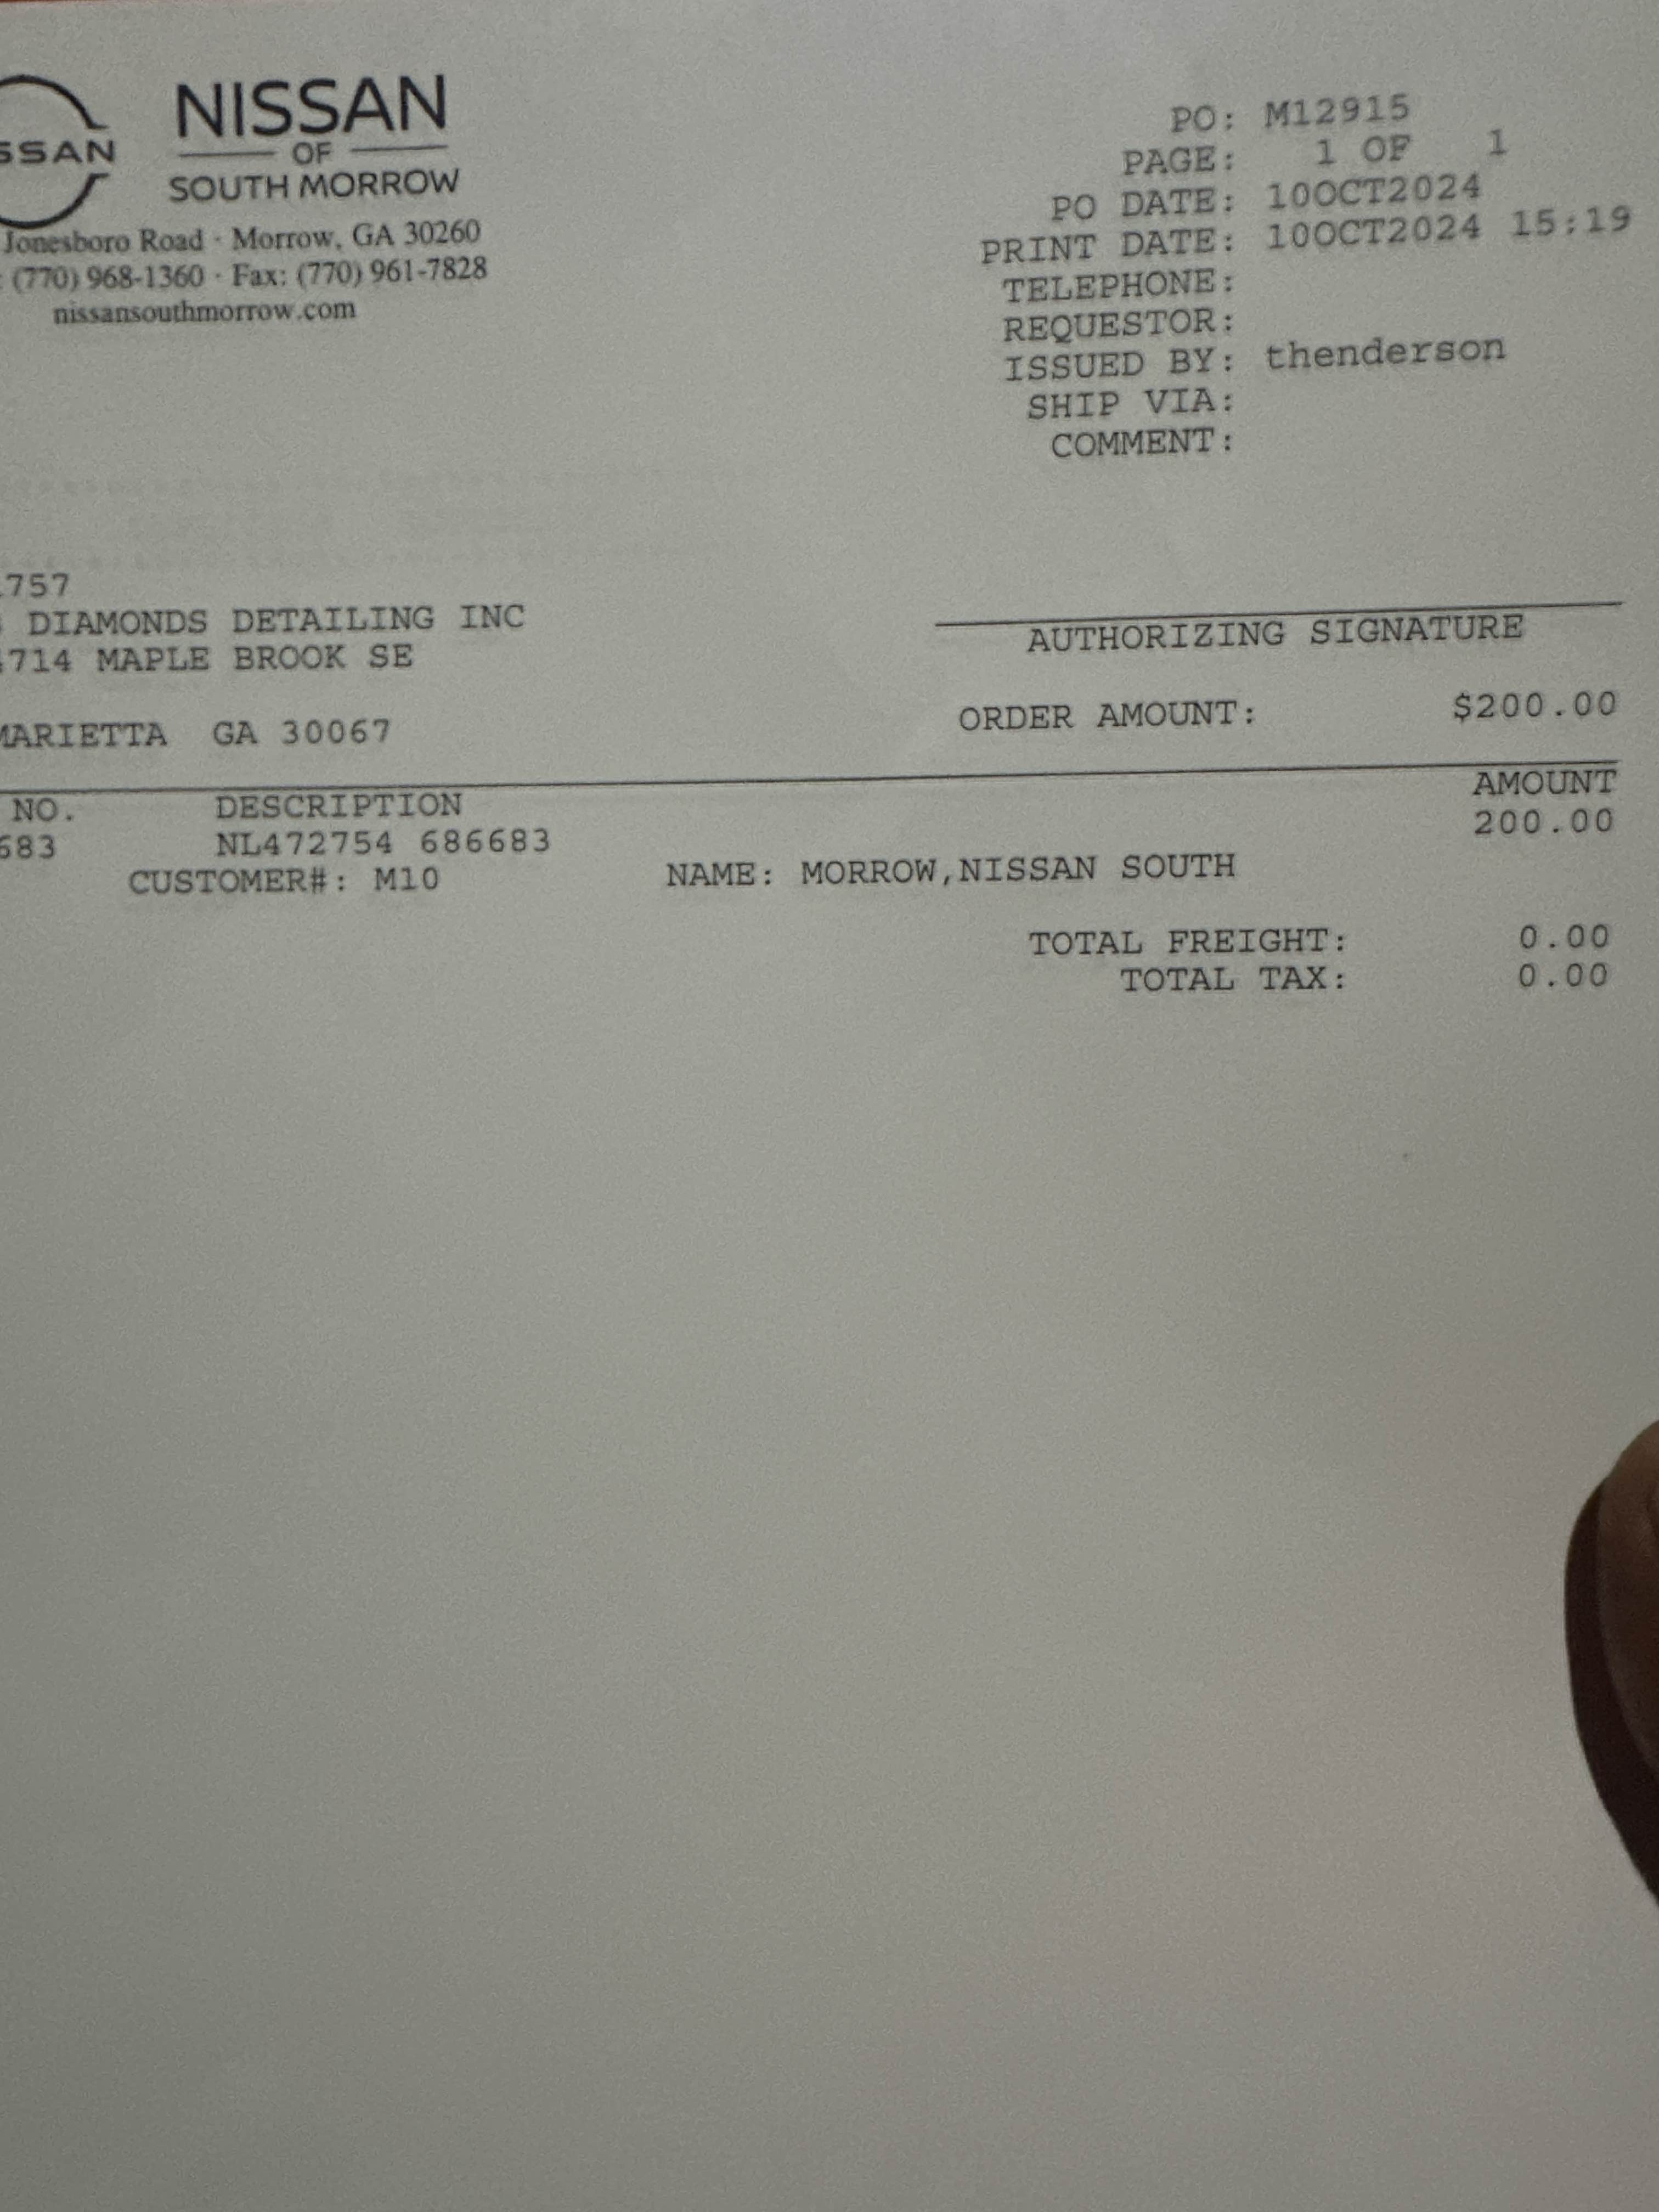 NISSAN
OF
SOUTH MORROW
Jonesboro Road · Morrow, GA 30260
(770) 968-1360 · Fax: (770) 961-7828
nissansouthmorrow.com
PO: M12915
PAGE: 1 OF 1
PO DATE: 10OCT2024
PRINT DATE: 10OCT2024 15:19
TELEPHONE:
REQUESTOR:
ISSUED BY: thenderson
SHIP VIA:
COMMENT:
757
DIAMONDS DETAILING INC
714 MAPLE BROOK SE
MARIETTA GA 30067
AUTHORIZING SIGNATURE
ORDER AMOUNT: $200.00
NO. DESCRIPTION AMOUNT
683 NL472754 686683 200.00
CUSTOMER#: M10 NAME: MORROW,NISSAN SOUTH
TOTAL FREIGHT: 0.00
TOTAL TAX: 0.00